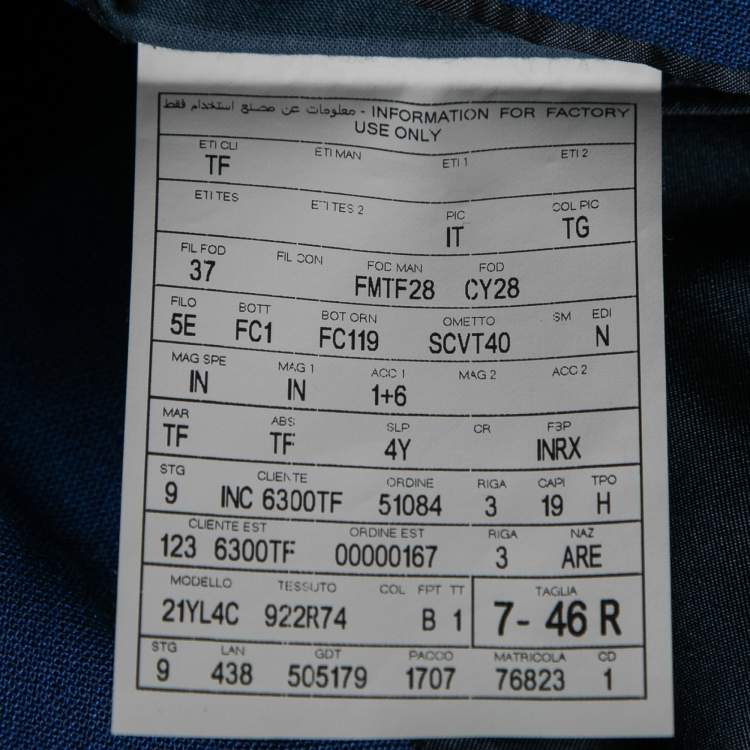 معلومات عن مصنع استخدام فقط - INFORMATION FOR FACTORY
USE ONLY
ETI CLI ETI MAN ETI 1 ETI 2
TF
ETI TES ETI TES 2 PIC COL PIC
IT TG
FIL FOD FIL CON FOD MAN FOD
37 FMTF28 CY28
FILO BOTT BOT ORN OMETTO SM EDI
5E FC1 FC119 SCVT40 N
MAG SPE MAG 1 ACC 1 MAG 2 ACC 2
IN IN 1+6
MAR ABS SLP CR FBP
TF TF 4Y INRX
STG CLIENTE ORDINE RIGA CAPI TPO
9 INC 6300TF 51084 3 19 H
CLIENTE EST ORDINE EST RIGA NAZ
123 6300TF 00000167 3 ARE
MODELLO TESSUTO COL FPT TT TAGLIA
21YL4C 922R74 B 1 7- 46 R
STG LAN GDT PACCO MATRICOLA CD
9 438 505179 1707 76823 1